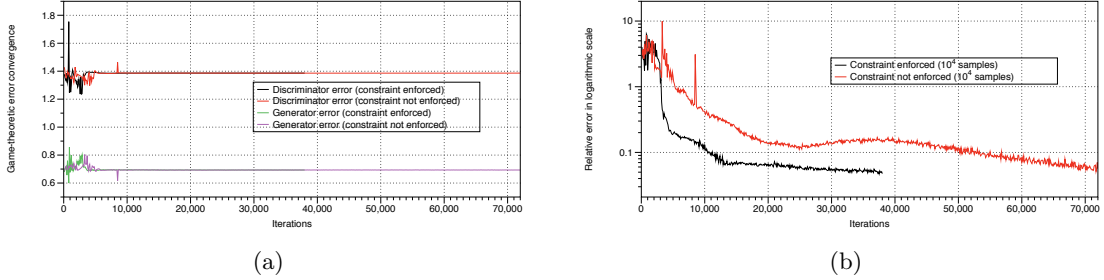 Game-theoretic error convergence
1.8
1.6
1.4
1.2
1.0
0.8
0.6
Discriminator error (constraint enforced)
Discriminator error (constraint not enforced)
Generator error (constraint enforced)
Generator error (constraint not enforced)
0 10,000 20,000 30,000 40,000 50,000 60,000 70,000
Iterations
(a)
Relative error in logarithmic scale
10
1
0.1
Constraint enforced (10⁴ samples)
Constraint not enforced (10⁴ samples)
0 10,000 20,000 30,000 40,000 50,000 60,000 70,000
Iterations
(b)